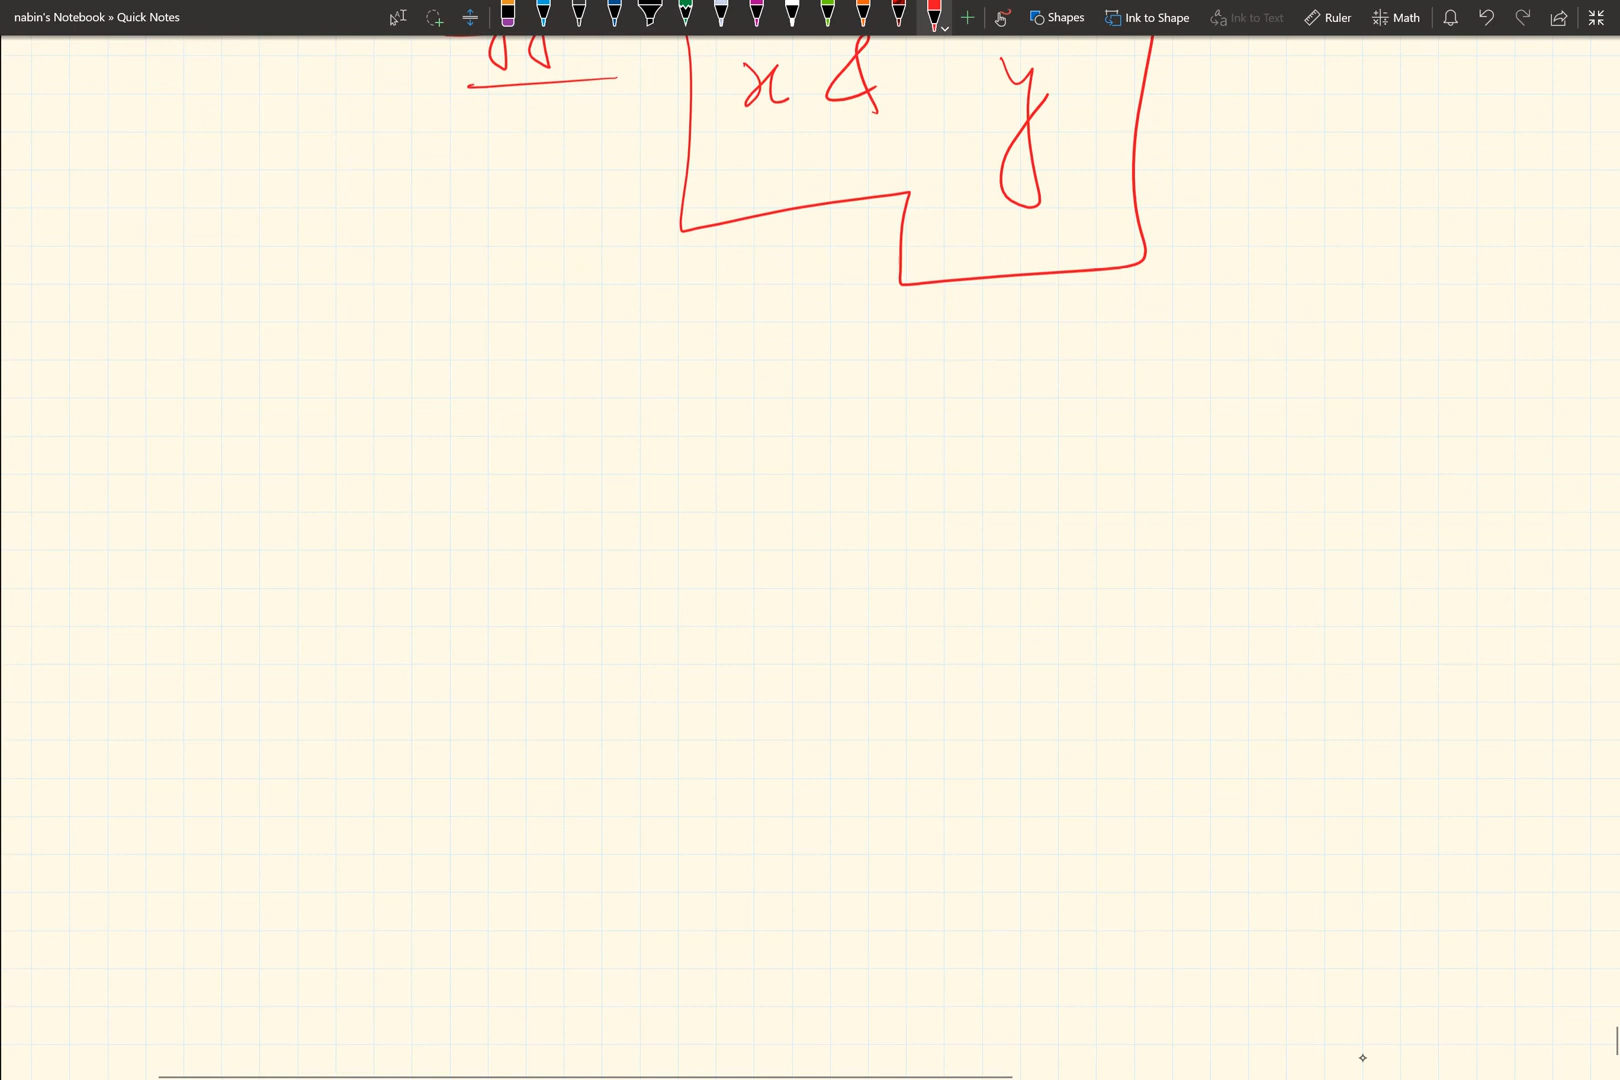 nabin's Notebook » Quick Notes
Shapes
Ink to Shape
Ink to Text
Ruler
Math
x & y